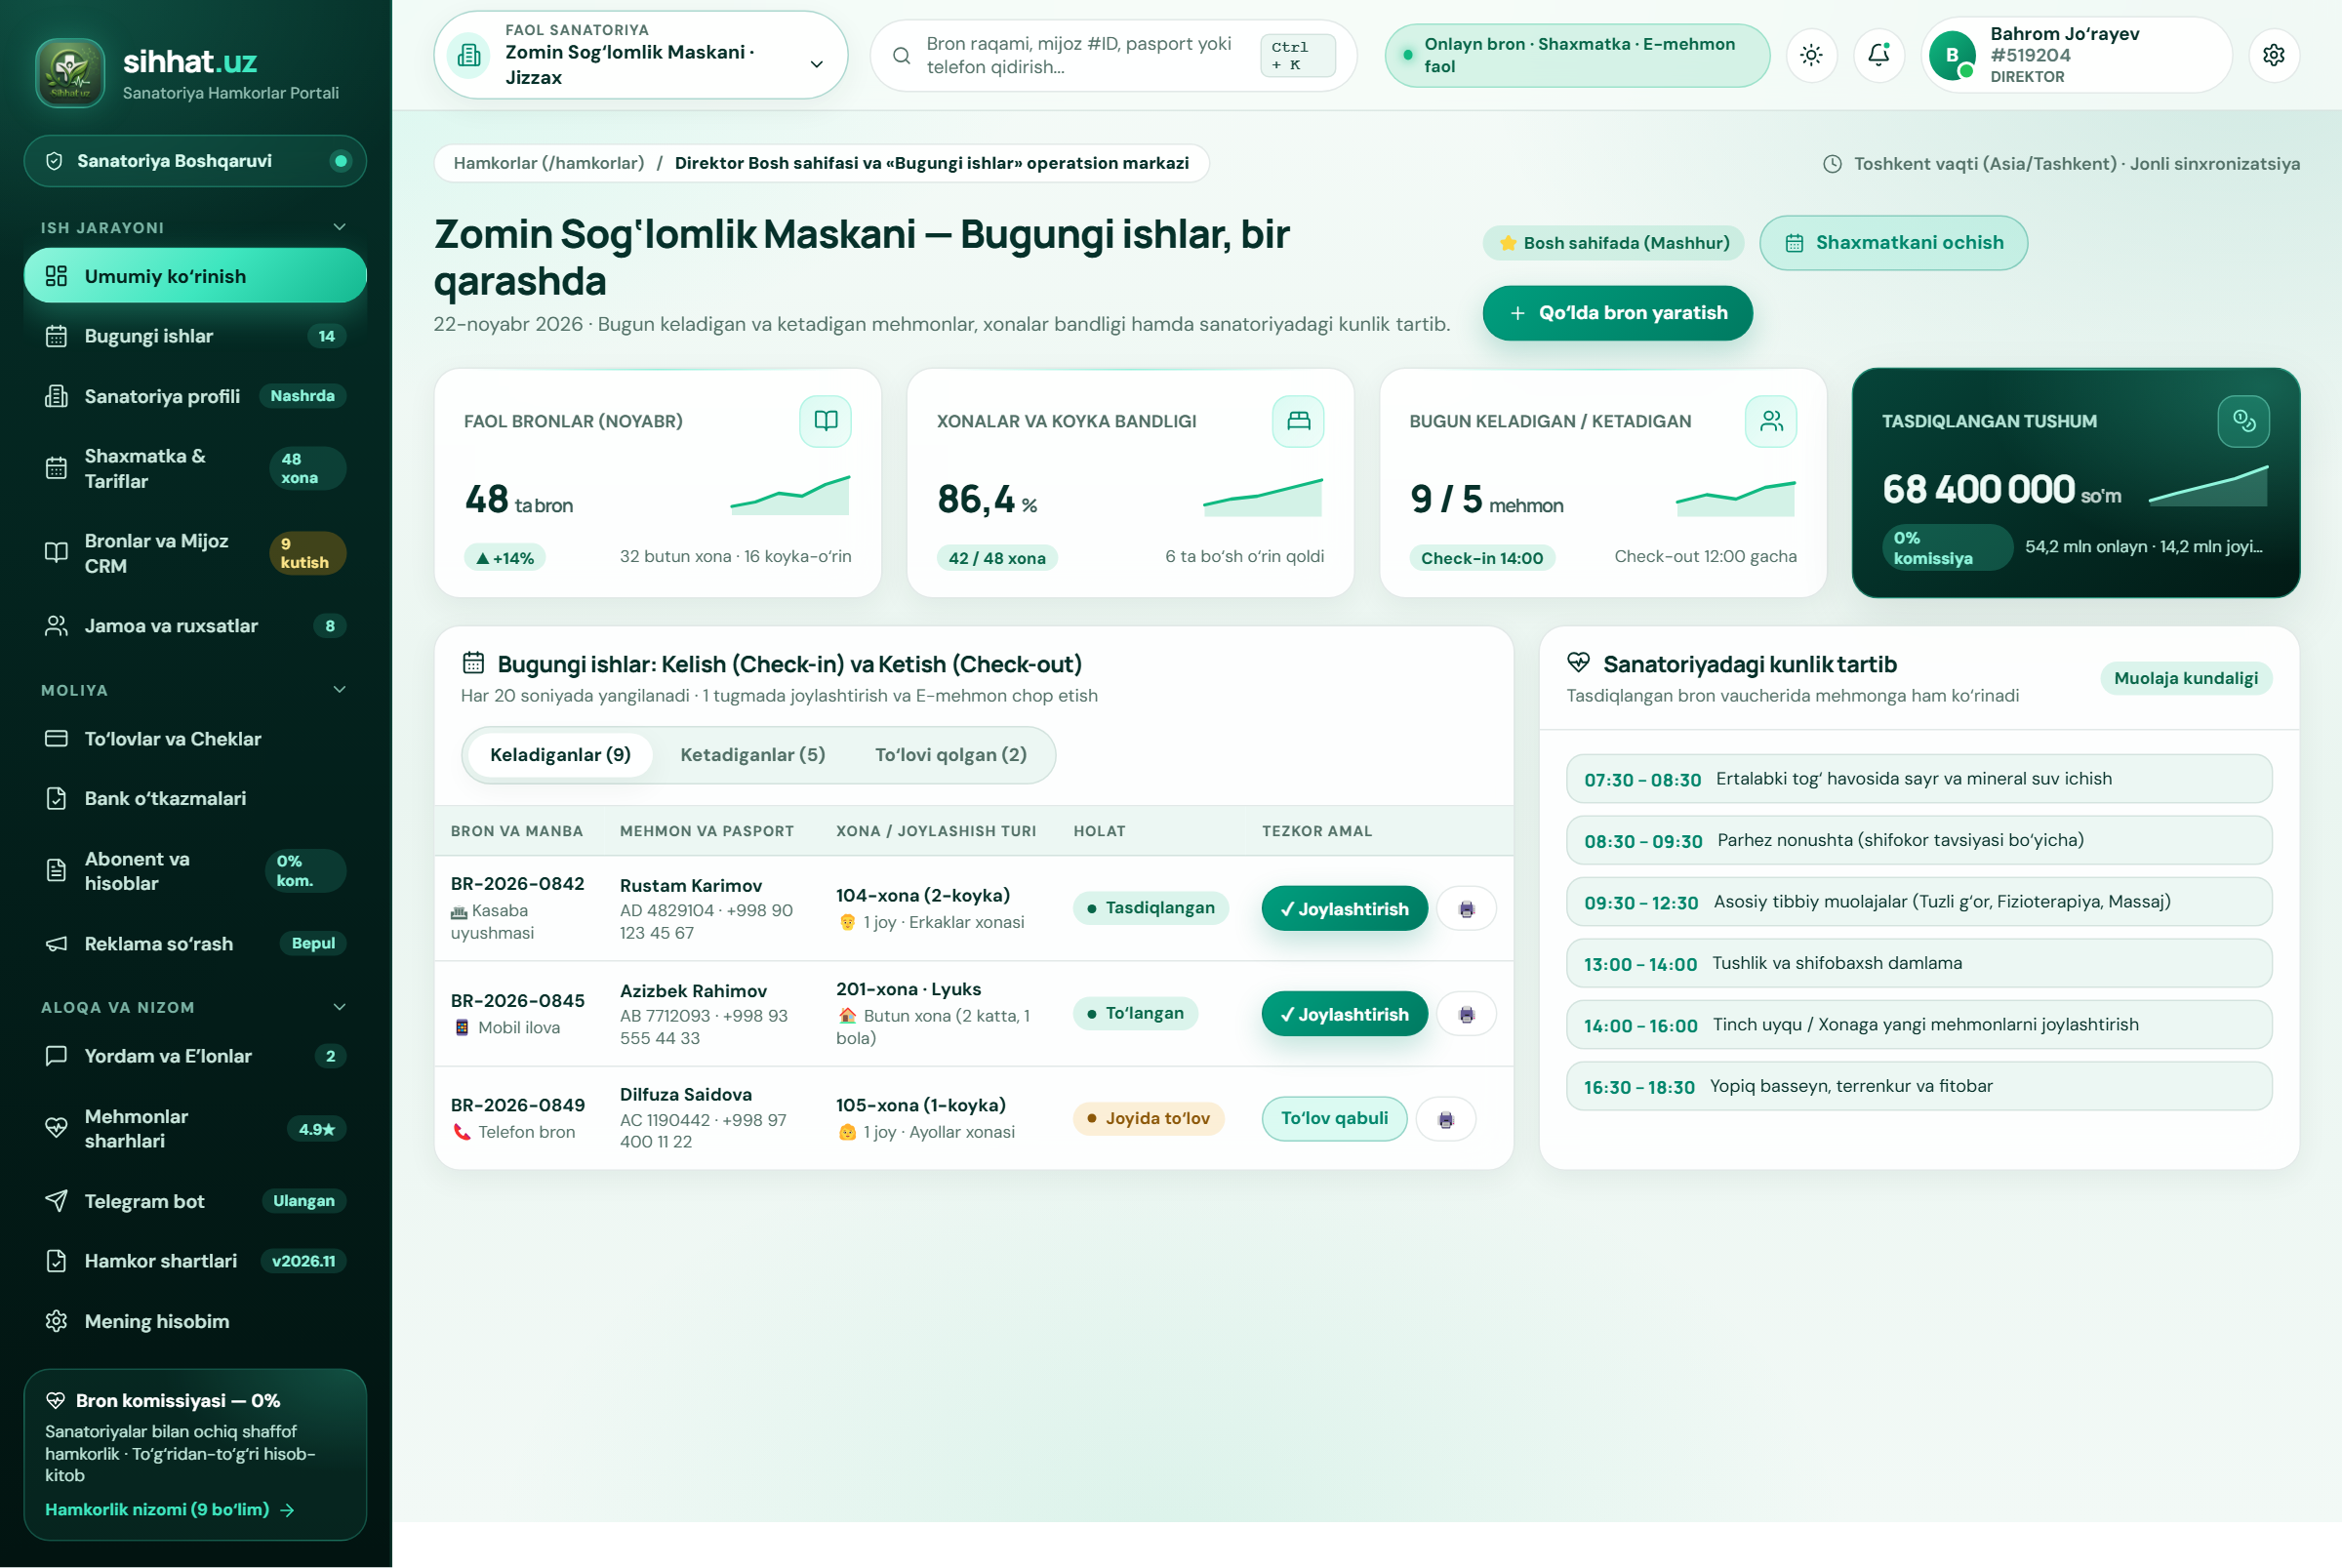 sihhat.uz
Sanatoriya Hamkorlar Portali
Sanatoriya Boshqaruvi
ISH JARAYONI
Umumiy ko‘rinish
Bugungi ishlar
14
Sanatoriya profili
Nashrda
Shaxmatka &
Tariflar
48
xona
Bronlar va Mijoz
CRM
9
kutish
Jamoa va ruxsatlar
8
MOLIYA
To‘lovlar va Cheklar
Bank o‘tkazmalari
Abonent va
hisoblar
0%
kom.
Reklama so‘rash
Bepul
ALOQA VA NIZOM
Yordam va E’lonlar
2
Mehmonlar
sharhlari
4.9★
Telegram bot
Ulangan
Hamkor shartlari
v2026.11
Mening hisobim
Bron komissiyasi — 0%
Sanatoriyalar bilan ochiq shaffof
hamkorlik · To‘g‘ridan-to‘g‘ri hisob-
kitob
Hamkorlik nizomi (9 bo‘lim) →
FAOL SANATORIYA
Zomin Sog‘lomlik Maskani ·
Jizzax
Bron raqami, mijoz #ID, pasport yoki
telefon qidirish...
Ctrl
+ K
Onlayn bron · Shaxmatka · E-mehmon
faol
B
Bahrom Jo‘rayev
#519204
DIREKTOR
Hamkorlar (/hamkorlar) / Direktor Bosh sahifasi va «Bugungi ishlar» operatsion markazi
Toshkent vaqti (Asia/Tashkent) · Jonli sinxronizatsiya
Zomin Sog‘lomlik Maskani — Bugungi ishlar, bir
qarashda
22-noyabr 2026 · Bugun keladigan va ketadigan mehmonlar, xonalar bandligi hamda sanatoriyadagi kunlik tartib.
⭐ Bosh sahifada (Mashhur)
Shaxmatkani ochish
+ Qo‘lda bron yaratish
FAOL BRONLAR (NOYABR)
48 ta bron
▲ +14%
32 butun xona · 16 koyka-o‘rin
XONALAR VA KOYKA BANDLIGI
86,4 %
42 / 48 xona
6 ta bo‘sh o‘rin qoldi
BUGUN KELADIGAN / KETADIGAN
9 / 5 mehmon
Check-in 14:00
Check-out 12:00 gacha
TASDIQLANGAN TUSHUM
68 400 000 so‘m
0%
komissiya
54,2 mln onlayn · 14,2 mln joyi...
Bugungi ishlar: Kelish (Check-in) va Ketish (Check-out)
Har 20 soniyada yangilanadi · 1 tugmada joylashtirish va E-mehmon chop etish
Keladiganlar (9)
Ketadiganlar (5)
To‘lovi qolgan (2)
BRON VA MANBA
MEHMON VA PASPORT
XONA / JOYLASHISH TURI
HOLAT
TEZKOR AMAL
BR-2026-0842
Kasaba
uyushmasi
Rustam Karimov
AD 4829104 · +998 90
123 45 67
104-xona (2-koyka)
1 joy · Erkaklar xonasi
Tasdiqlangan
✓ Joylashtirish
BR-2026-0845
Mobil ilova
Azizbek Rahimov
AB 7712093 · +998 93
555 44 33
201-xona · Lyuks
Butun xona (2 katta, 1
bola)
To‘langan
✓ Joylashtirish
BR-2026-0849
Telefon bron
Dilfuza Saidova
AC 1190442 · +998 97
400 11 22
105-xona (1-koyka)
1 joy · Ayollar xonasi
Joyida to‘lov
To‘lov qabuli
Sanatoriyadagi kunlik tartib
Tasdiqlangan bron vaucherida mehmonga ham ko‘rinadi
Muolaja kundaligi
07:30 – 08:30 Ertalabki tog‘ havosida sayr va mineral suv ichish
08:30 – 09:30 Parhez nonushta (shifokor tavsiyasi bo‘yicha)
09:30 – 12:30 Asosiy tibbiy muolajalar (Tuzli g‘or, Fizioterapiya, Massaj)
13:00 – 14:00 Tushlik va shifobaxsh damlama
14:00 – 16:00 Tinch uyqu / Xonaga yangi mehmonlarni joylashtirish
16:30 – 18:30 Yopiq basseyn, terrenkur va fitobar